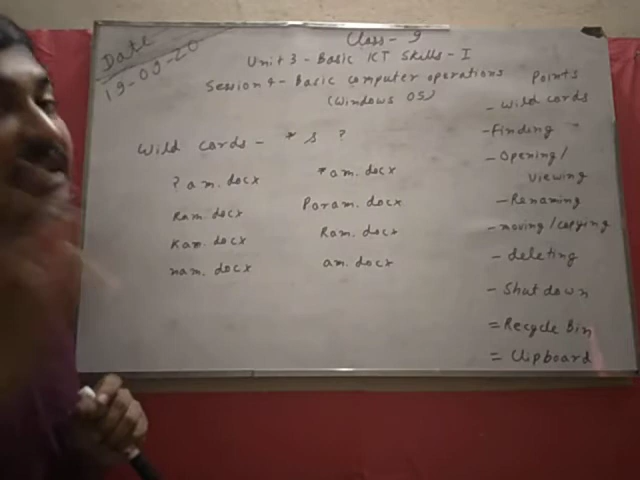 Date
19-09-20
Class - 9
Unit 3 - Basic ICT Skills - I
Session 4 - Basic computer operations
(Windows OS)
Wild cards - * & ?
? am.docx
Ram.docx
Kam.docx
nam.docx
*am.docx
Param.docx
Ram.docx
am.docx
Points
- Wild cards
- Finding
- Opening/
Viewing
- Renaming
- moving/copying
- deleting
- Shut down
= Recycle Bin
= Clipboard